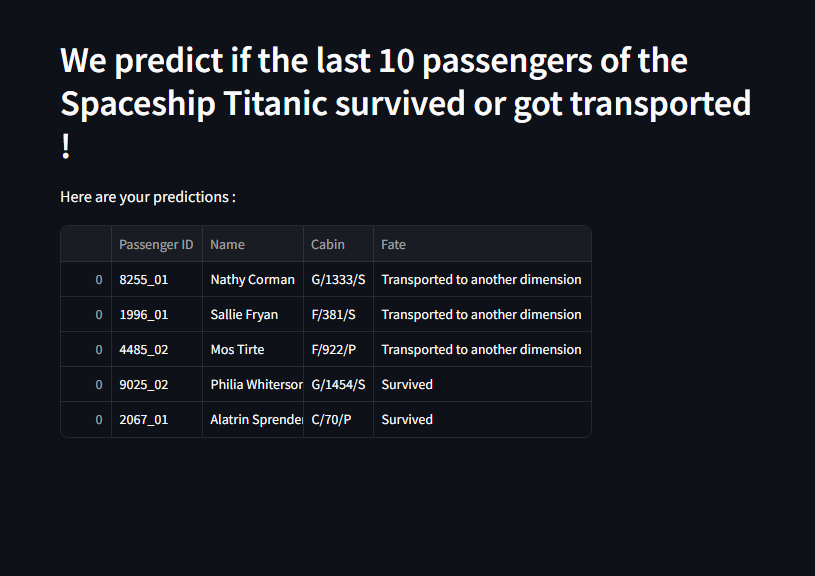 We predict if the last 10 passengers of the
Spaceship Titanic survived or got transported
!
Here are your predictions :
Passenger ID Name Cabin Fate
0 8255_01 Nathy Corman G/1333/S Transported to another dimension
0 1996_01 Sallie Fryan F/381/S Transported to another dimension
0 4485_02 Mos Tirte F/922/P Transported to another dimension
0 9025_02 Philia G/1454/S Survived
0 2067_01 Alatrin C/70/P Survived